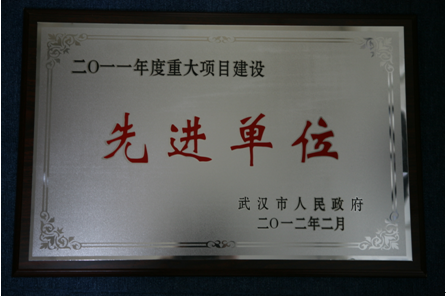 二〇一一年度重大项目建设
先进单位
武汉市人民政府
二〇一二年二月